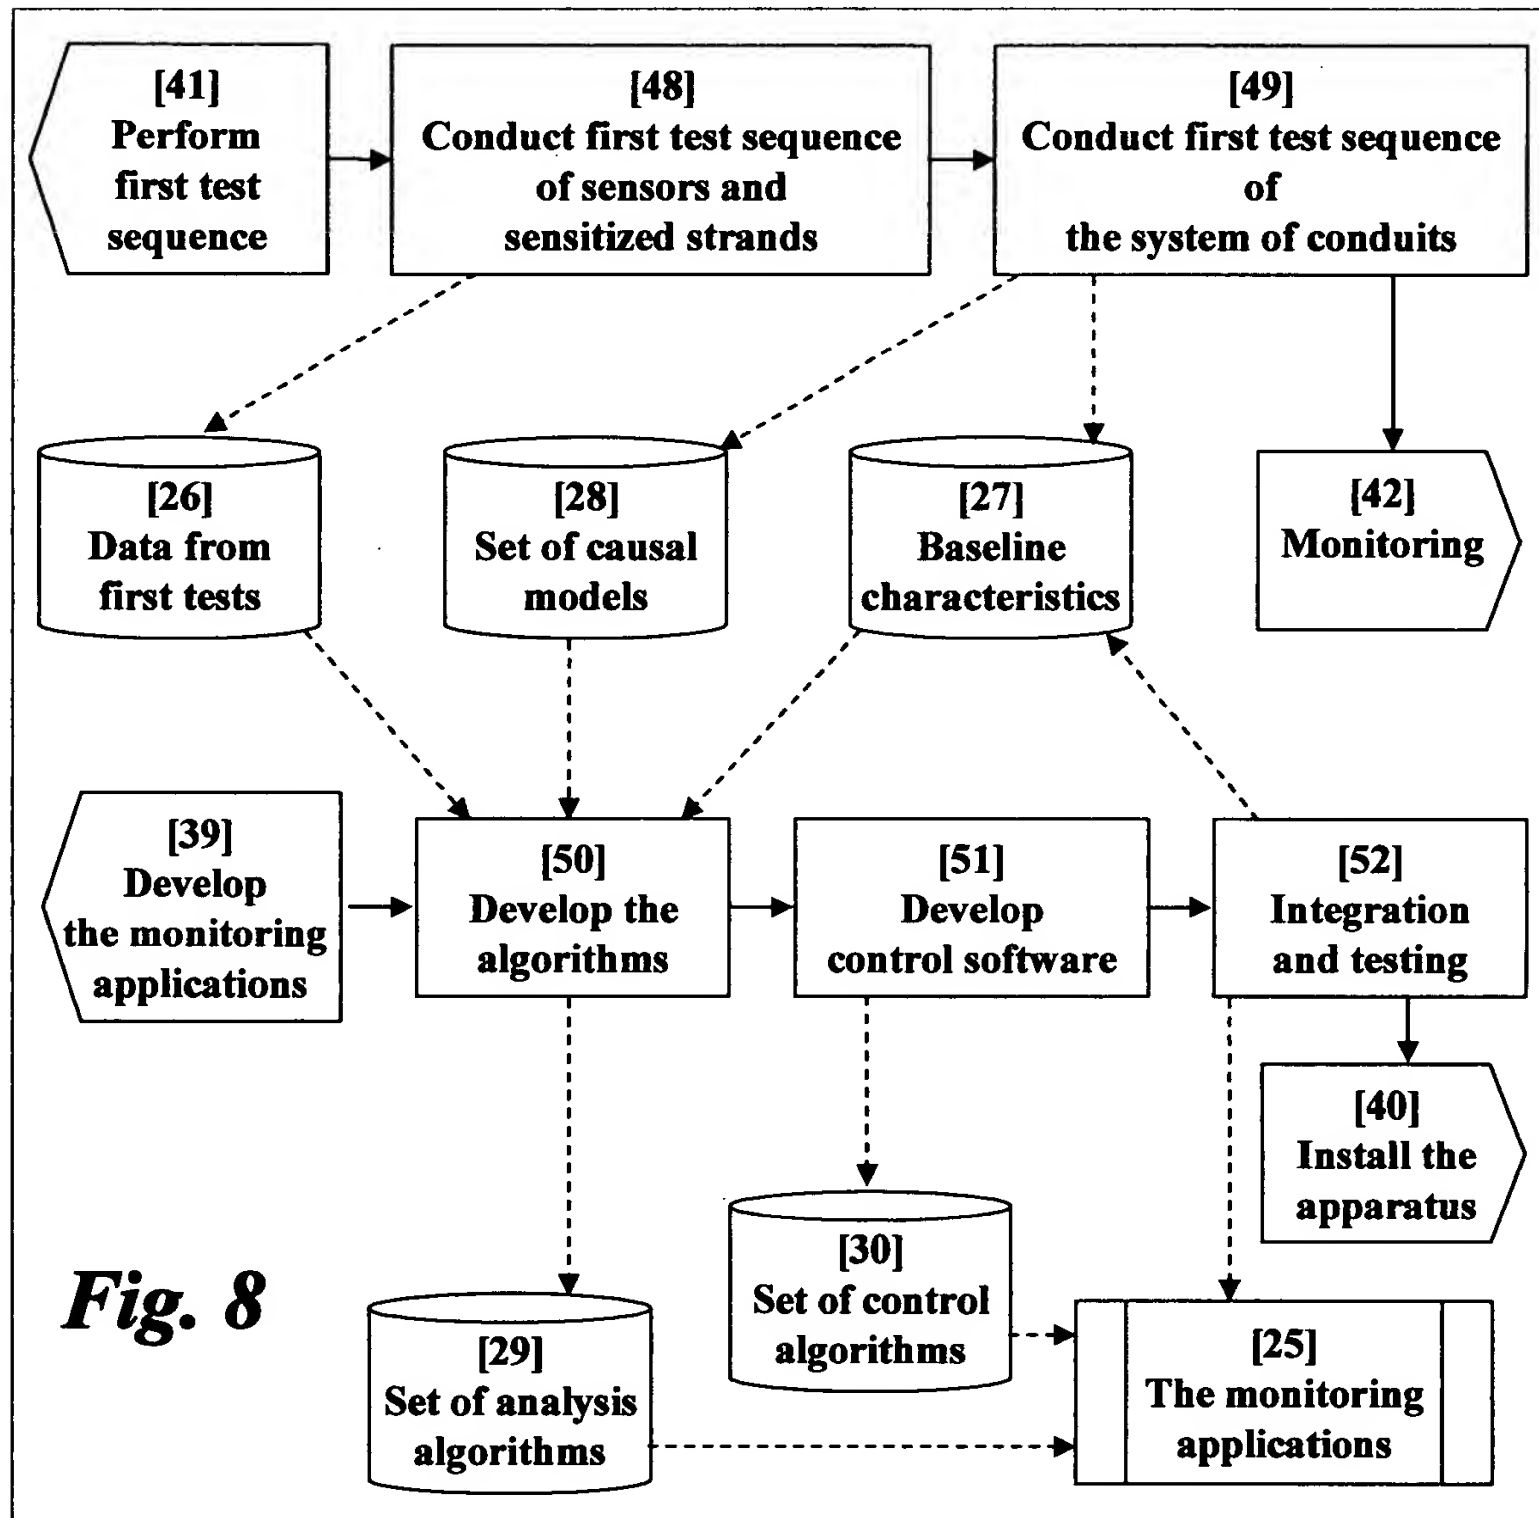 [41]
Perform
first test
sequence
[48]
Conduct first test sequence
of sensors and
sensitized strands
[49]
Conduct first test sequence
of
the system of conduits
[26]
Data from
first tests
[28]
Set of causal
models
[27]
Baseline
characteristics
[42]
Monitoring
[39]
Develop
the monitoring
applications
[50]
Develop the
algorithms
[51]
Develop
control software
[52]
Integration
and testing
[40]
Install the
apparatus
[30]
Set of control
algorithms
Fig. 8
[29]
Set of analysis
algorithms
[25]
The monitoring
applications